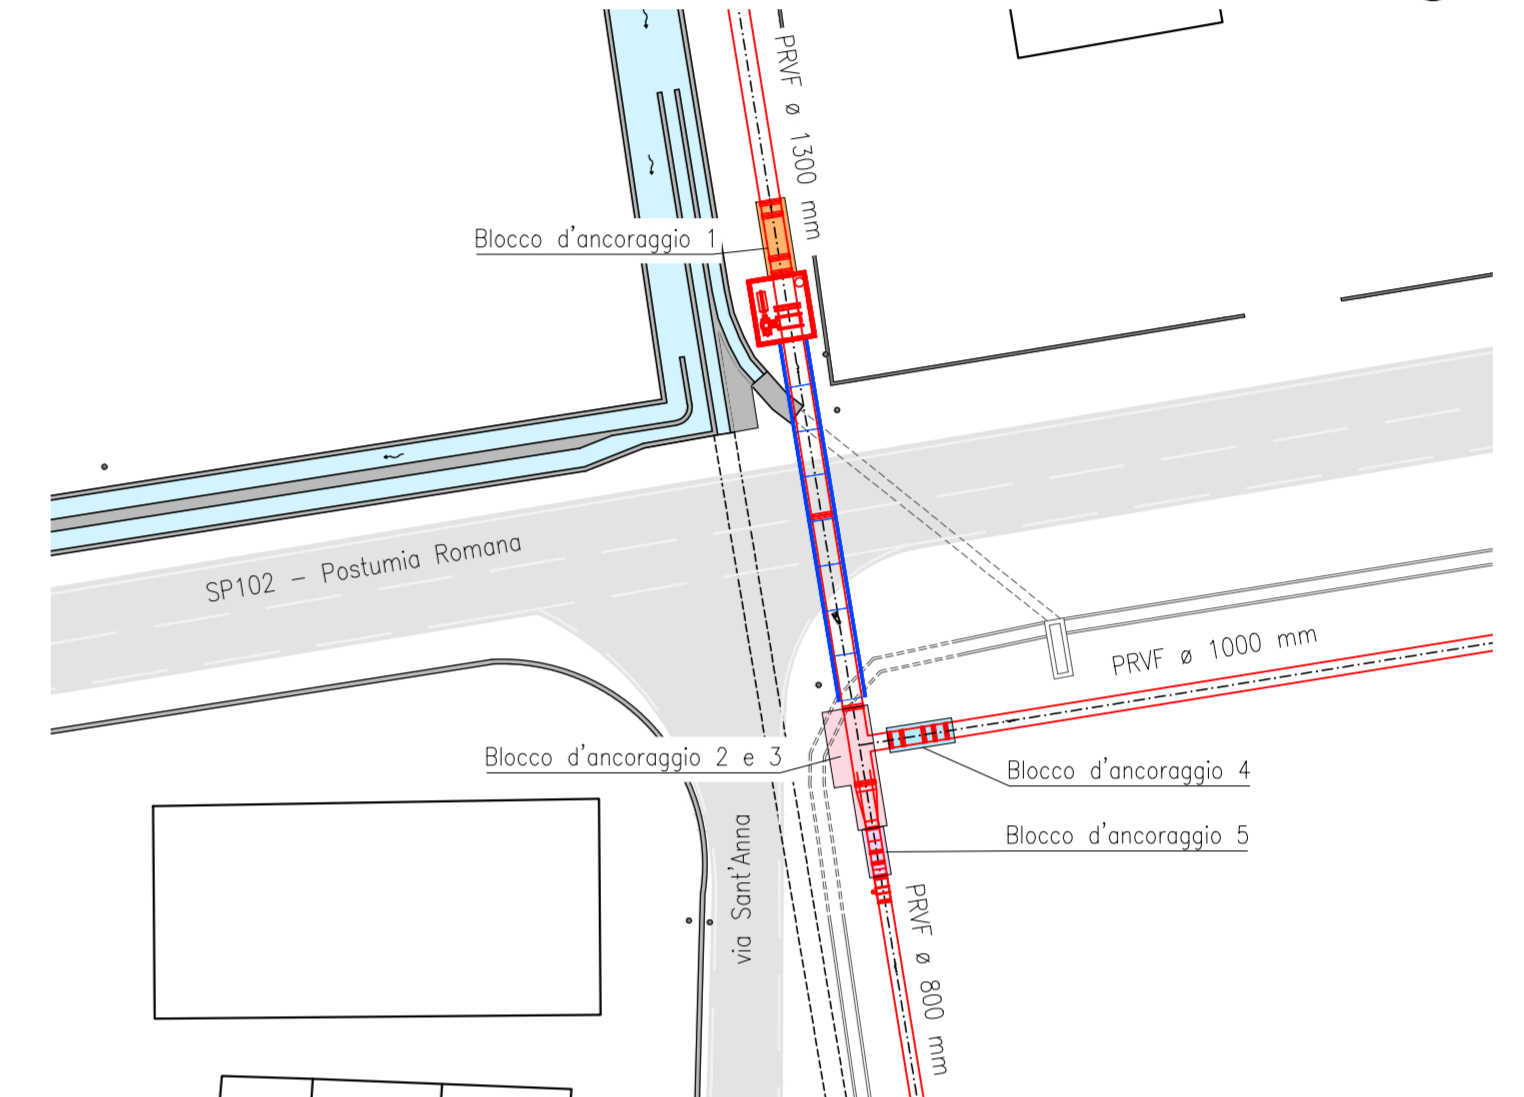 PRVF ø 1300 mm
Blocco d'ancoraggio 1
SP102 – Postumia Romana
PRVF ø 1000 mm
Blocco d'ancoraggio 2 e 3
Blocco d'ancoraggio 4
Blocco d'ancoraggio 5
via Sant'Anna
PRVF ø 800 mm